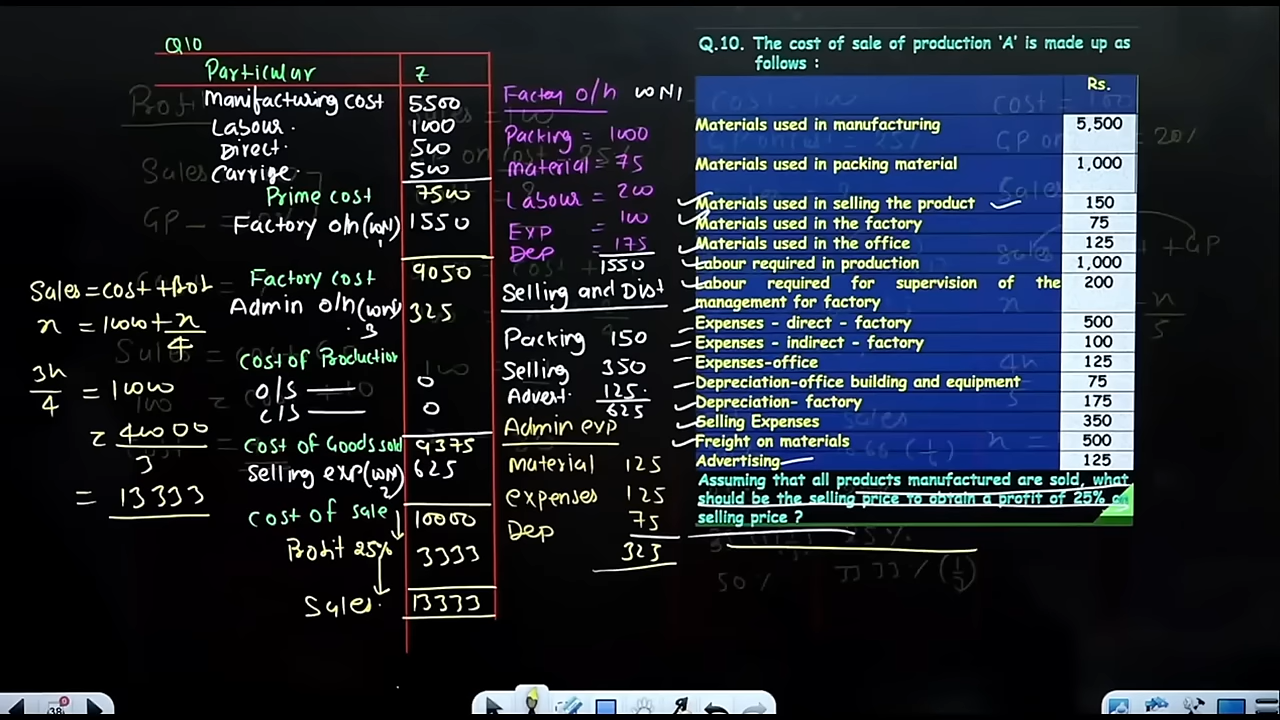 Q10
Particular ₹
Manifacturing cost 5500
Labour. 1000
Direct. 500
Carrige. 500
Prime cost 7500
Factory o/h (WN1) 1550
Factory cost 9050
Admin o/h (WN3) 325
Cost of Production
O/S — 0
C/S — 0
Cost of Goods sold 9375
Selling exp (WN2) 625
Cost of sale 10000
Profit 25% 3333
Sales. 13333
Sales = cost + Profit
x = 10000 + x/4
3x/4 = 10000
= 40000/3
= 13333
Factory o/h WN1
Packing = 1000
material = 75
Labour = 200
Exp = 100
Dep = 175
1550
Selling and Dist
Packing 150
Selling 350
Advert. 125.
625
Admin exp
material 125
expenses 125
Dep 75
323
Q.10. The cost of sale of production 'A' is made up as
follows :
Rs.
Materials used in manufacturing 5,500
Materials used in packing material 1,000
Materials used in selling the product 150
Materials used in the factory 75
Materials used in the office 125
Labour required in production 1,000
Labour required for supervision of the 200
management for factory
Expenses - direct - factory 500
Expenses - indirect - factory 100
Expenses-office 125
Depreciation-office building and equipment 75
Depreciation- factory 175
Selling Expenses 350
Freight on materials 500
Advertising 125
Assuming that all products manufactured are sold, what
should be the selling price to obtain a profit of 25% on
selling price ?
38